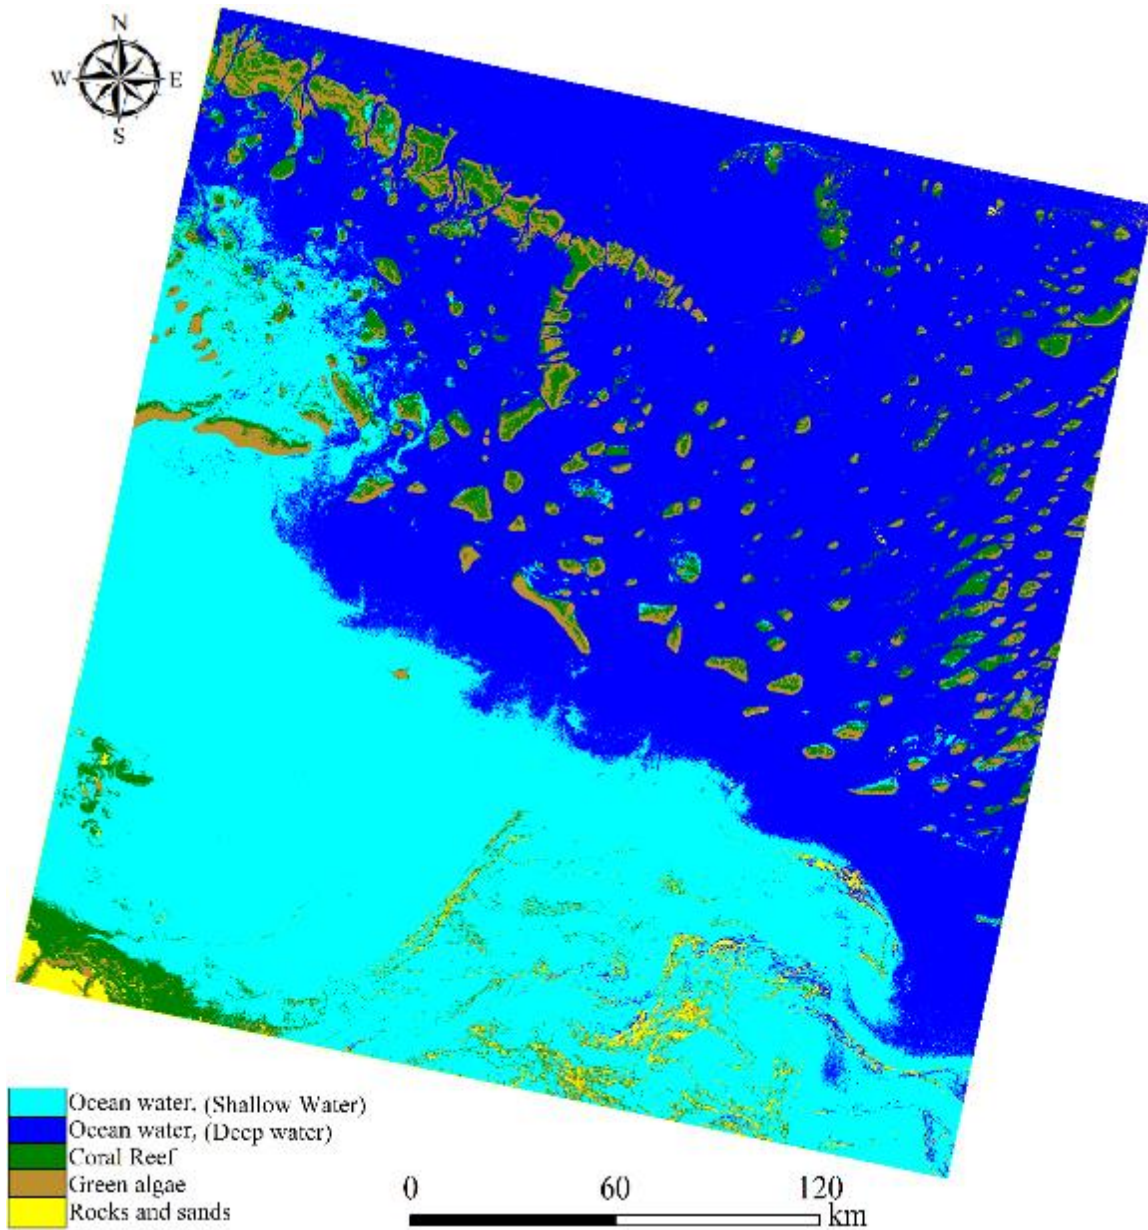 N
W E
S
Ocean water. (Shallow Water)
Ocean water, (Deep water)
Coral Reef
Green algae
Rocks and sands
0 60 120
km